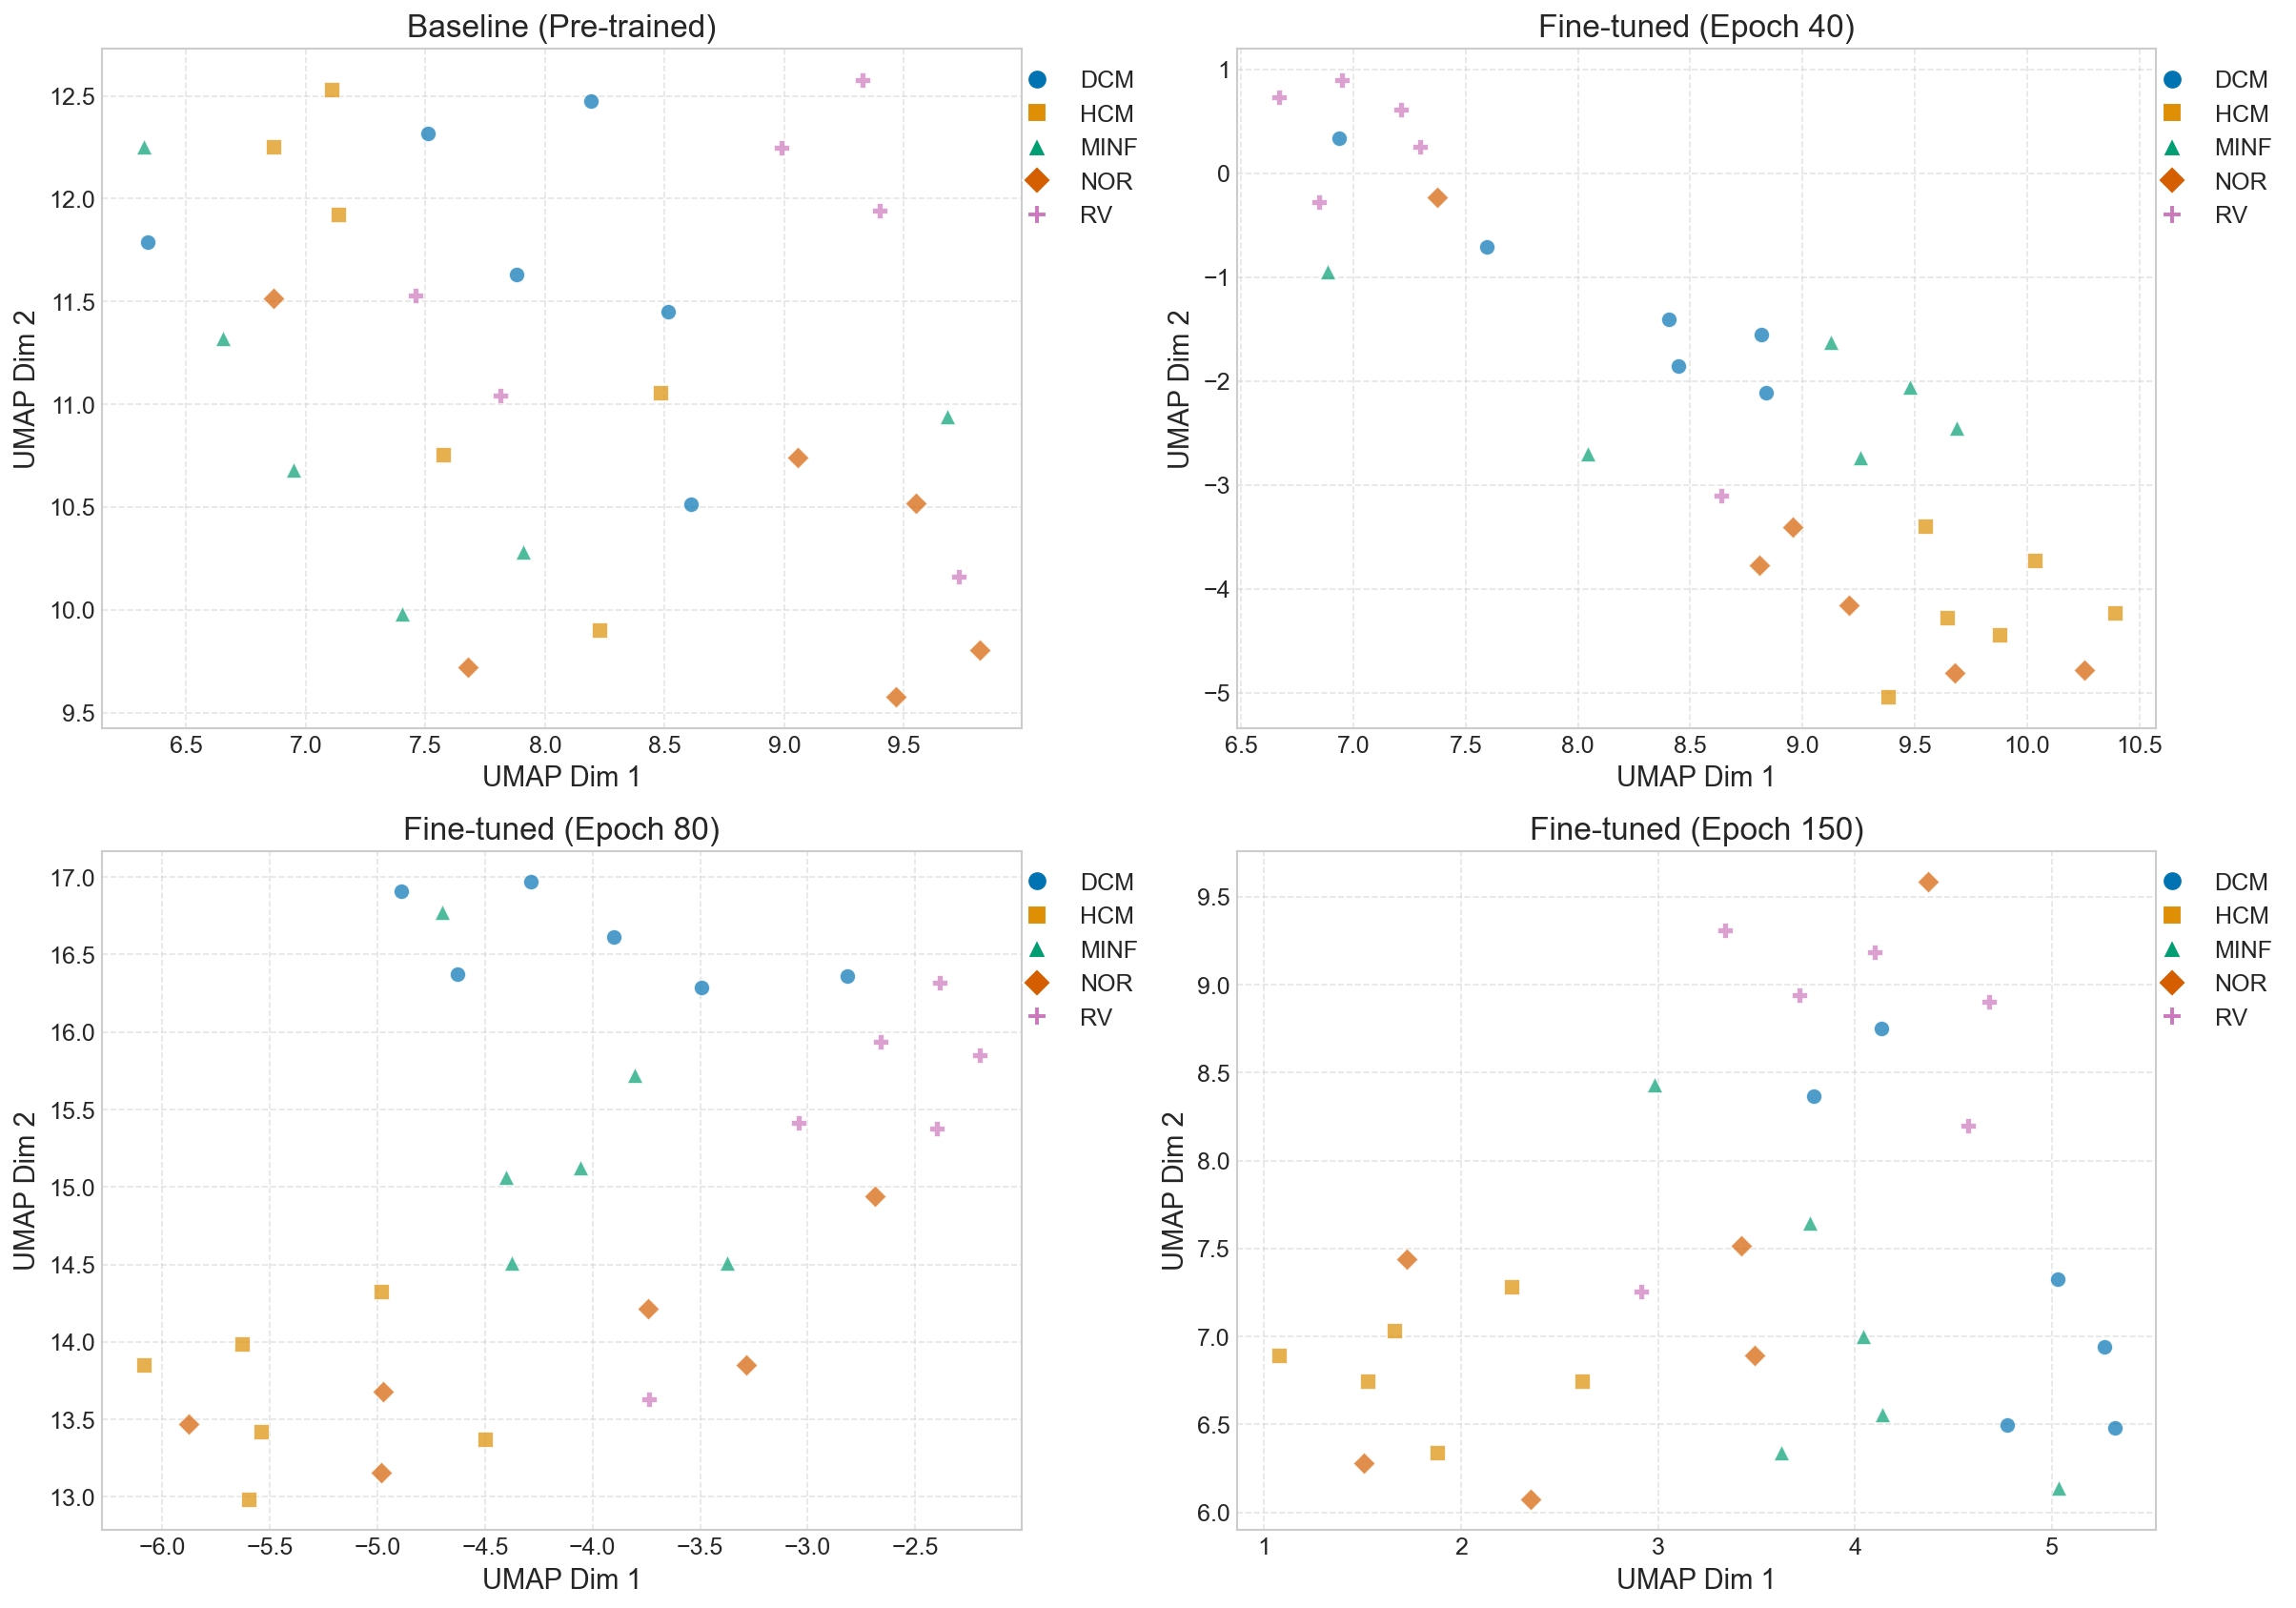 Baseline (Pre-trained)
UMAP Dim 2
12.5
12.0
11.5
11.0
10.5
10.0
9.5
6.5 7.0 7.5 8.0 8.5 9.0 9.5
UMAP Dim 1
DCM
HCM
MINF
NOR
RV
Fine-tuned (Epoch 40)
UMAP Dim 2
1
0
−1
−2
−3
−4
−5
6.5 7.0 7.5 8.0 8.5 9.0 9.5 10.0 10.5
UMAP Dim 1
DCM
HCM
MINF
NOR
RV
Fine-tuned (Epoch 80)
UMAP Dim 2
17.0
16.5
16.0
15.5
15.0
14.5
14.0
13.5
13.0
−6.0 −5.5 −5.0 −4.5 −4.0 −3.5 −3.0 −2.5
UMAP Dim 1
DCM
HCM
MINF
NOR
RV
Fine-tuned (Epoch 150)
UMAP Dim 2
9.5
9.0
8.5
8.0
7.5
7.0
6.5
6.0
1 2 3 4 5
UMAP Dim 1
DCM
HCM
MINF
NOR
RV